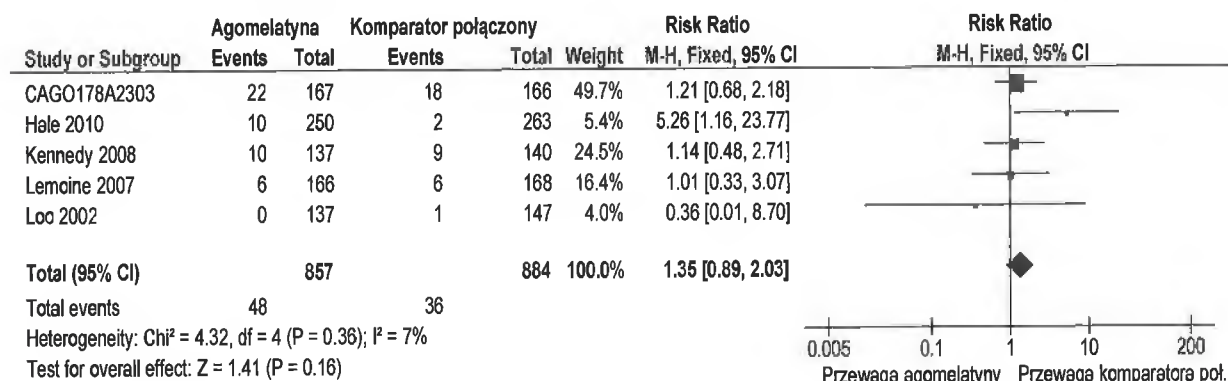 Agomelatyna Komparator połączony Risk Ratio Risk Ratio
Study or Subgroup Events Total Events Total Weight M-H, Fixed, 95% CI M-H, Fixed, 95% CI
CAGO178A2303 22 167 18 166 49.7% 1.21 [0.68, 2.18]
Hale 2010 10 250 2 263 5.4% 5.26 [1.16, 23.77]
Kennedy 2008 10 137 9 140 24.5% 1.14 [0.48, 2.71]
Lemoine 2007 6 166 6 168 16.4% 1.01 [0.33, 3.07]
Loo 2002 0 137 1 147 4.0% 0.36 [0.01, 8.70]
Total (95% CI) 857 884 100.0% 1.35 [0.89, 2.03]
Total events 48 36
Heterogeneity: Chi² = 4.32, df = 4 (P = 0.36); I² = 7%
Test for overall effect: Z = 1.41 (P = 0.16)
0.005 0.1 1 10 200
Przewaga agomelatyny Przewaga komparatora poł.